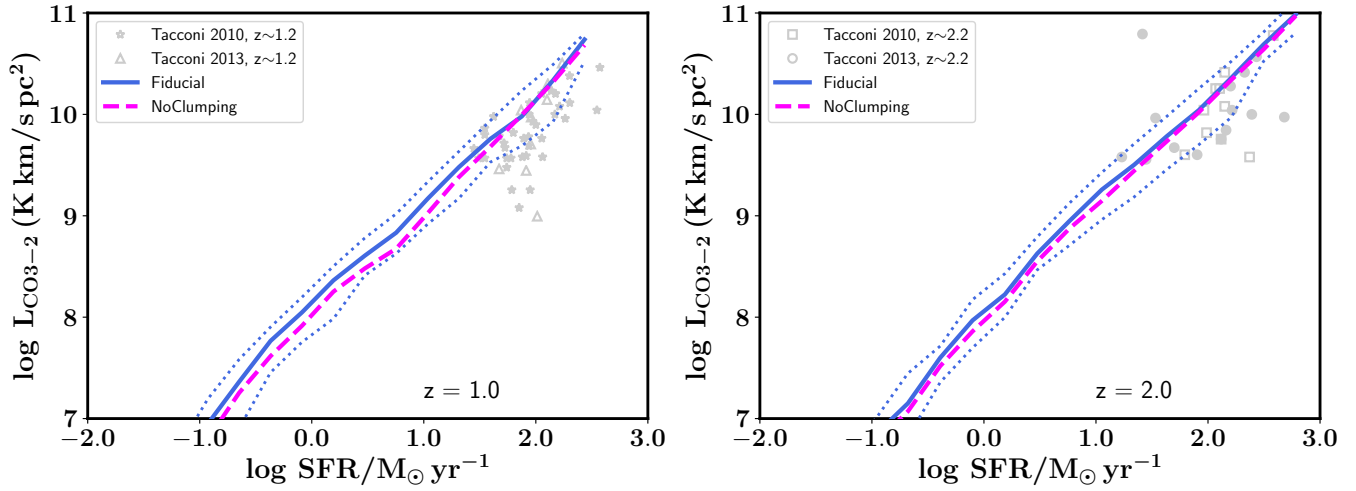 Tacconi 2010, z~1.2
Tacconi 2013, z~1.2
Fiducial
NoClumping
11
10
9
8
7
−2.0 −1.0 0.0 1.0 2.0 3.0
log L_CO3−2 (K km/s pc²)
log SFR/M_⊙ yr⁻¹
z = 1.0
Tacconi 2010, z~2.2
Tacconi 2013, z~2.2
Fiducial
NoClumping
11
10
9
8
7
−2.0 −1.0 0.0 1.0 2.0 3.0
log L_CO3−2 (K km/s pc²)
log SFR/M_⊙ yr⁻¹
z = 2.0